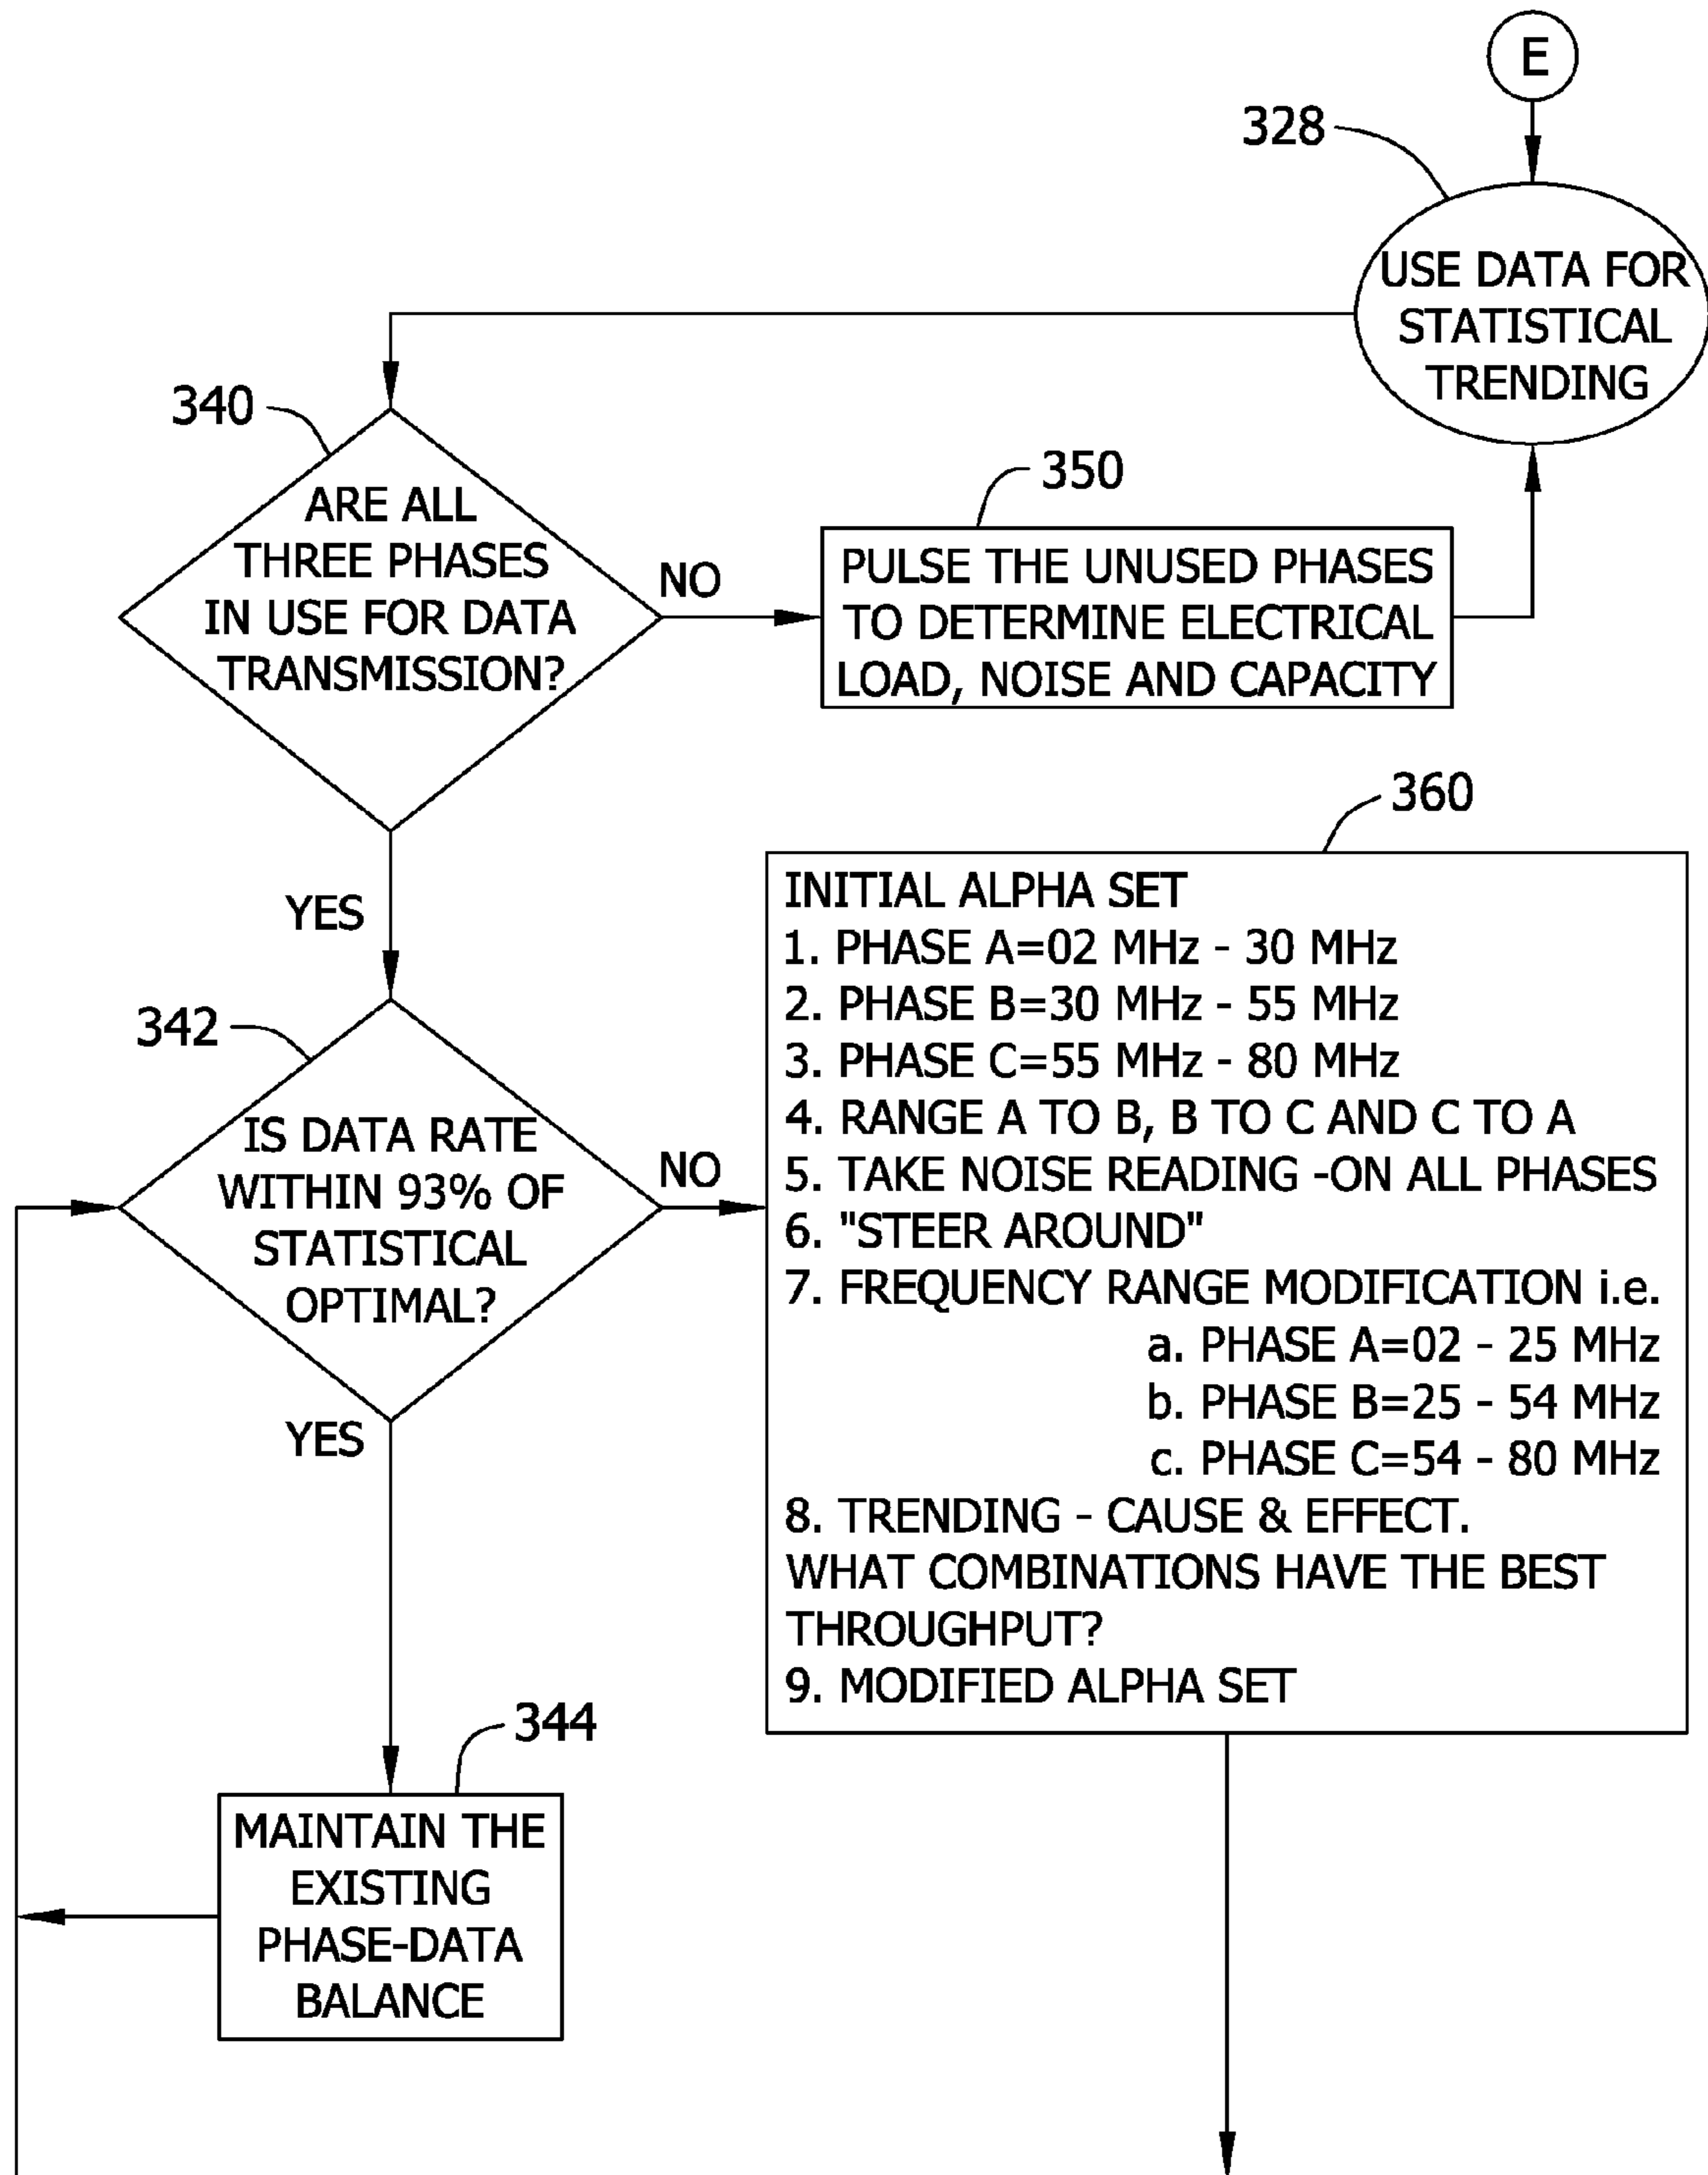 E
328
USE DATA FOR
STATISTICAL
TRENDING
340
ARE ALL
THREE PHASES
IN USE FOR DATA
TRANSMISSION?
NO
350
PULSE THE UNUSED PHASES
TO DETERMINE ELECTRICAL
LOAD, NOISE AND CAPACITY
YES
342
IS DATA RATE
WITHIN 93% OF
STATISTICAL
OPTIMAL?
NO
360
INITIAL ALPHA SET
1. PHASE A=02 MHz - 30 MHz
2. PHASE B=30 MHz - 55 MHz
3. PHASE C=55 MHz - 80 MHz
4. RANGE A TO B, B TO C AND C TO A
5. TAKE NOISE READING -ON ALL PHASES
6. "STEER AROUND"
7. FREQUENCY RANGE MODIFICATION i.e.
a. PHASE A=02 - 25 MHz
b. PHASE B=25 - 54 MHz
c. PHASE C=54 - 80 MHz
8. TRENDING - CAUSE & EFFECT.
WHAT COMBINATIONS HAVE THE BEST
THROUGHPUT?
9. MODIFIED ALPHA SET
YES
344
MAINTAIN THE
EXISTING
PHASE-DATA
BALANCE